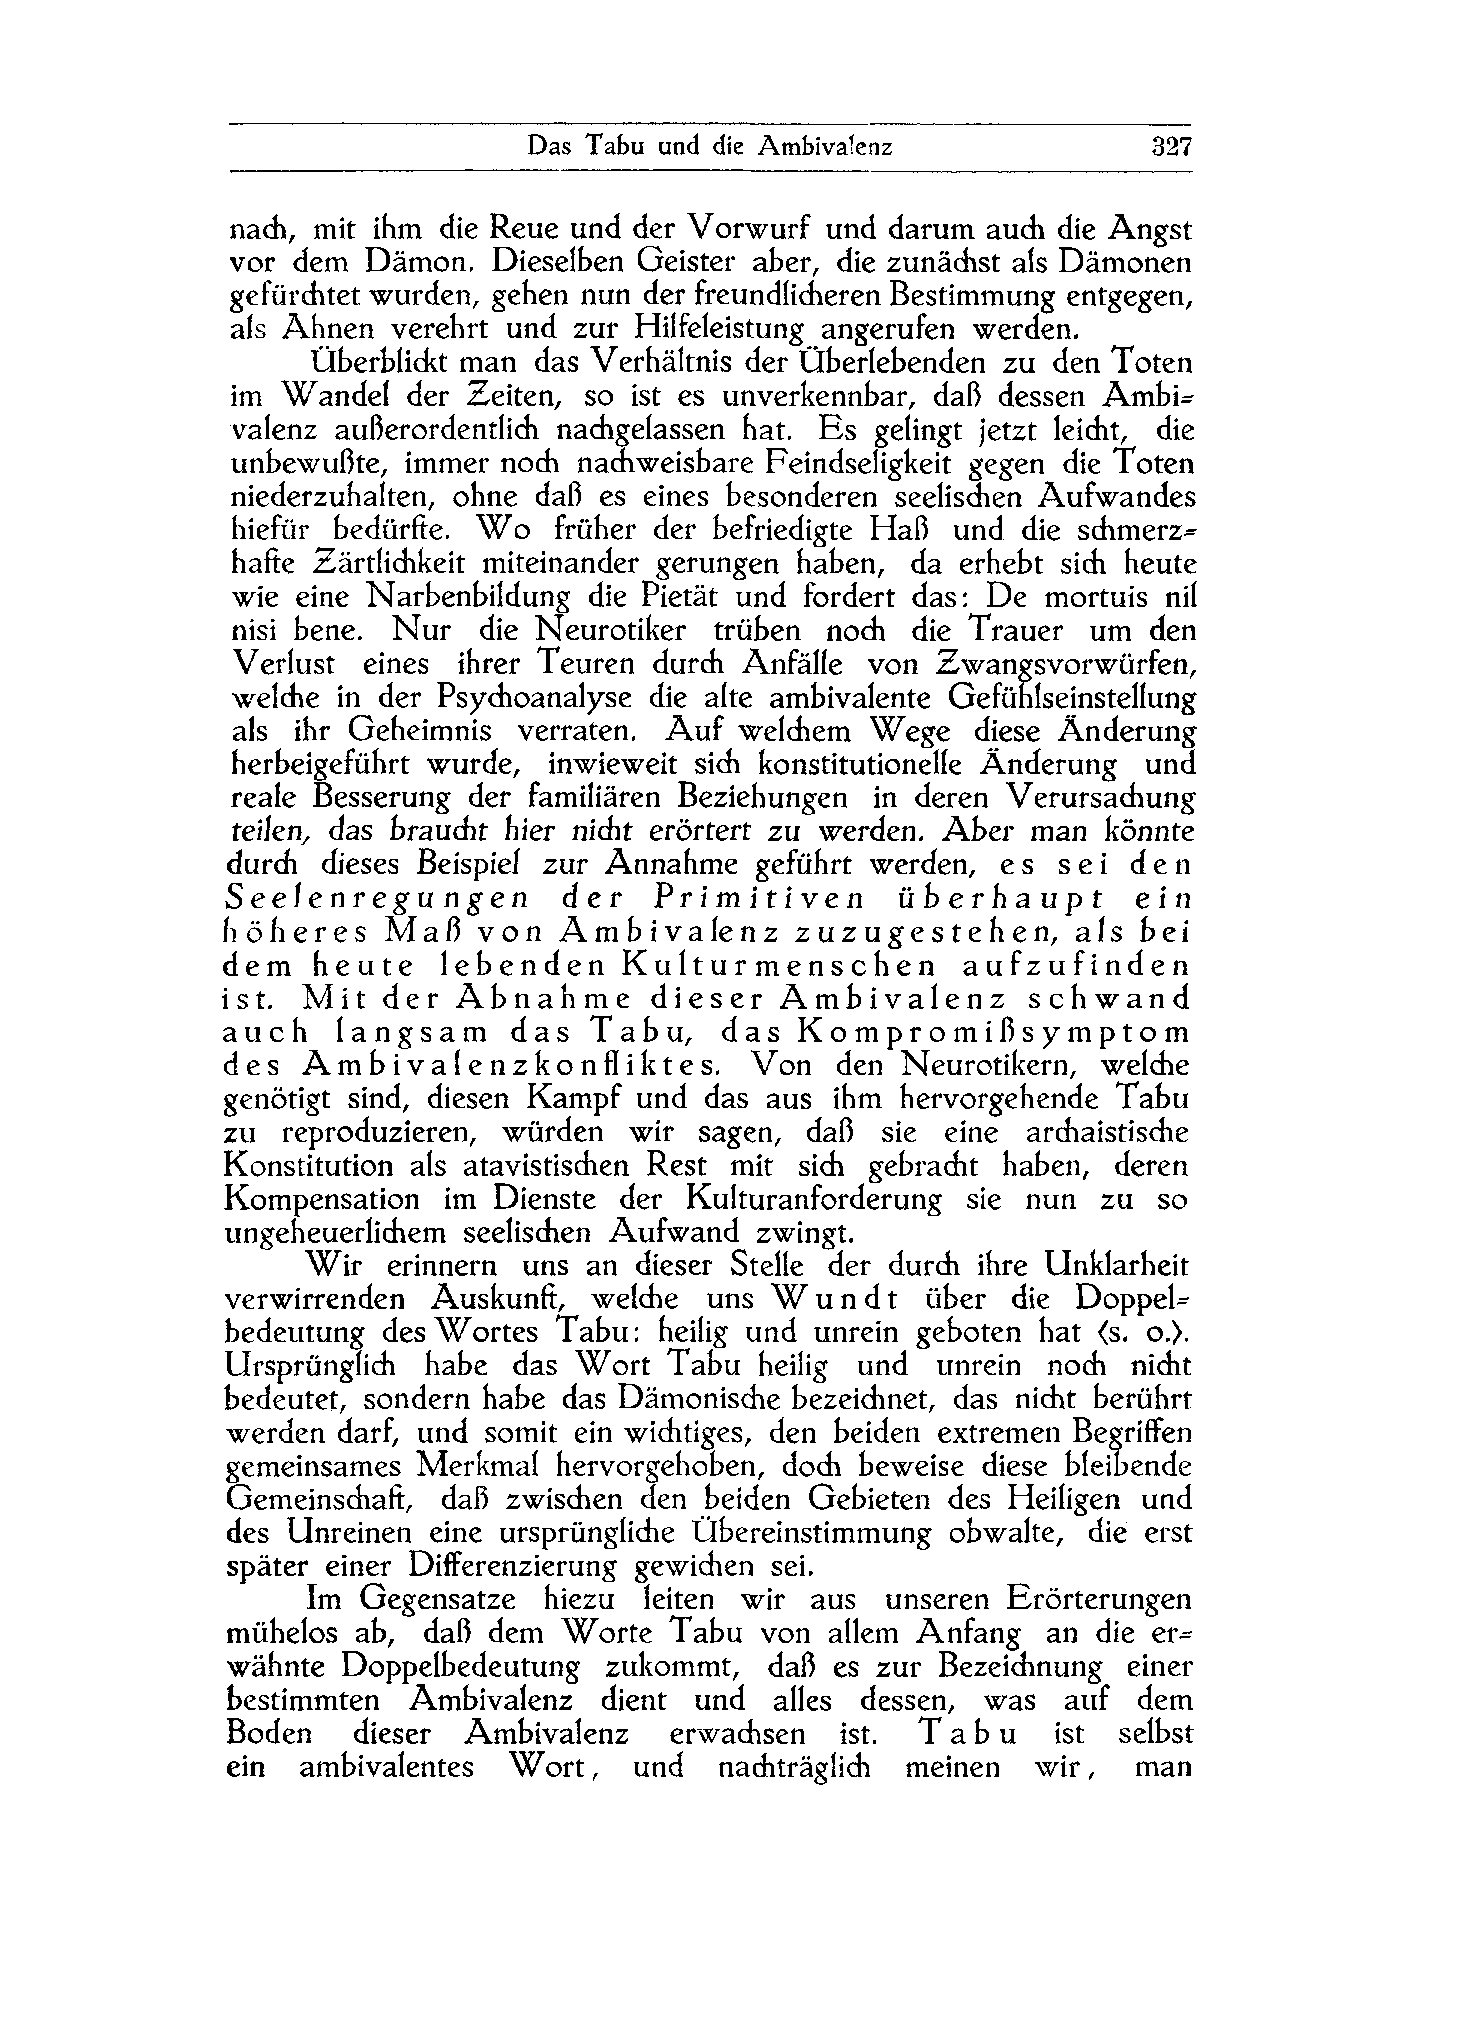 Das Tabu und die Ambivalenz 327
nach, mit ihm die Reue und der Vorwurf und darum auch die Angst
vor dem Dämon. Dieselben Geister aber, die zunächst als Dämonen
gefürchtet wurden, gehen nun der freundlicheren Bestimmung entgegen,
als Ahnen verehrt und zur Hilfeleistung angerufen werden.
Überblickt man das Verhältnis der Überlebenden zu den Toten
im Wandel der Zeiten, so ist es unverkennbar, daß dessen Ambi-
valenz außerordentlich nachgelassen hat. Es gelingt jetzt leicht, die
unbewußte, immer noch nachweisbare Feindseligkeit gegen die Toten
niederzuhalten, ohne daß es eines besonderen seelischen Aufwandes
hiefür bedürfte. Wo früher der befriedigte Haß und die schmerz-
hafte Zärtlichkeit miteinander gerungen haben, da erhebt sich heute
wie eine Narbenbildung die Pietät und fordert das: De mortuis nil
nisi bene. Nur die Neurotiker trüben noch die Trauer um den
Verlust eines ihrer Teuren durch Anfälle von Zwangsvorwürfen,
welche in der Psychoanalyse die alte ambivalente Gefühlseinstellung
als ihr Geheimnis verraten. Auf welchem Wege diese Änderung
herbeigeführt wurde, inwieweit sich konstitutionelle Änderung und
reale Besserung der familiären Beziehungen in deren Verursachung
teilen, das braucht hier nicht erörtert zu werden. Aber man könnte
durch dieses Beispiel zur Annahme geführt werden, es sei den
Seelenregungen der Primitiven überhaupt ein
höheres Maß von Ambivalenz zuzugestehen, als bei
dem heute lebenden Kulturmenschen aufzufinden
ist. Mit der Abnahme dieser Ambivalenz schwand
auch langsam das Tabu, das Kompromißsymptom
des Ambivalenzkonfliktes. Von den Neurotikern, welche
genötigt sind, diesen Kampf und das aus ihm hervorgehende Tabu
zu reproduzieren, würden wir sagen, daß sie eine archaistische
Konstitution als atavistischen Rest mit sich gebracht haben, deren
Kompensation im Dienste der Kulturanforderung sie nun zu so
ungeheuerlichem seelischen Aufwand zwingt.
Wir erinnern uns an dieser Stelle der durch ihre Unklarheit
verwirrenden Auskunft, welche uns Wundt über die Doppel-
bedeutung des Wortes Tabu: heilig und unrein geboten hat (s. o.).
Ursprünglich habe das Wort Tabu heilig und unrein noch nicht
bedeutet, sondern habe das Dämonische bezeichnet, das nicht berührt
werden darf, und somit ein wichtiges, den beiden extremen Begriffen
gemeinsames Merkmal hervorgehoben, doch beweise diese bleibende
Gemeinschaft, daß zwischen den beiden Gebieten des Heiligen und
des Unreinen eine ursprüngliche Übereinstimmung obwalte, die erst
später einer Differenzierung gewichen sei.
Im Gegensatze hiezu leiten wir aus unseren Erörterungen
mühelos ab, daß dem Worte Tabu von allem Anfang an die er-
wähnte Doppelbedeutung zukommt, daß es zur Bezeichnung einer
bestimmten Ambivalenz dient und alles dessen, was auf dem
Boden dieser Ambivalenz erwachsen ist. Tabu ist selbst
ein ambivalentes Wort, und nachträglich meinen wir, man